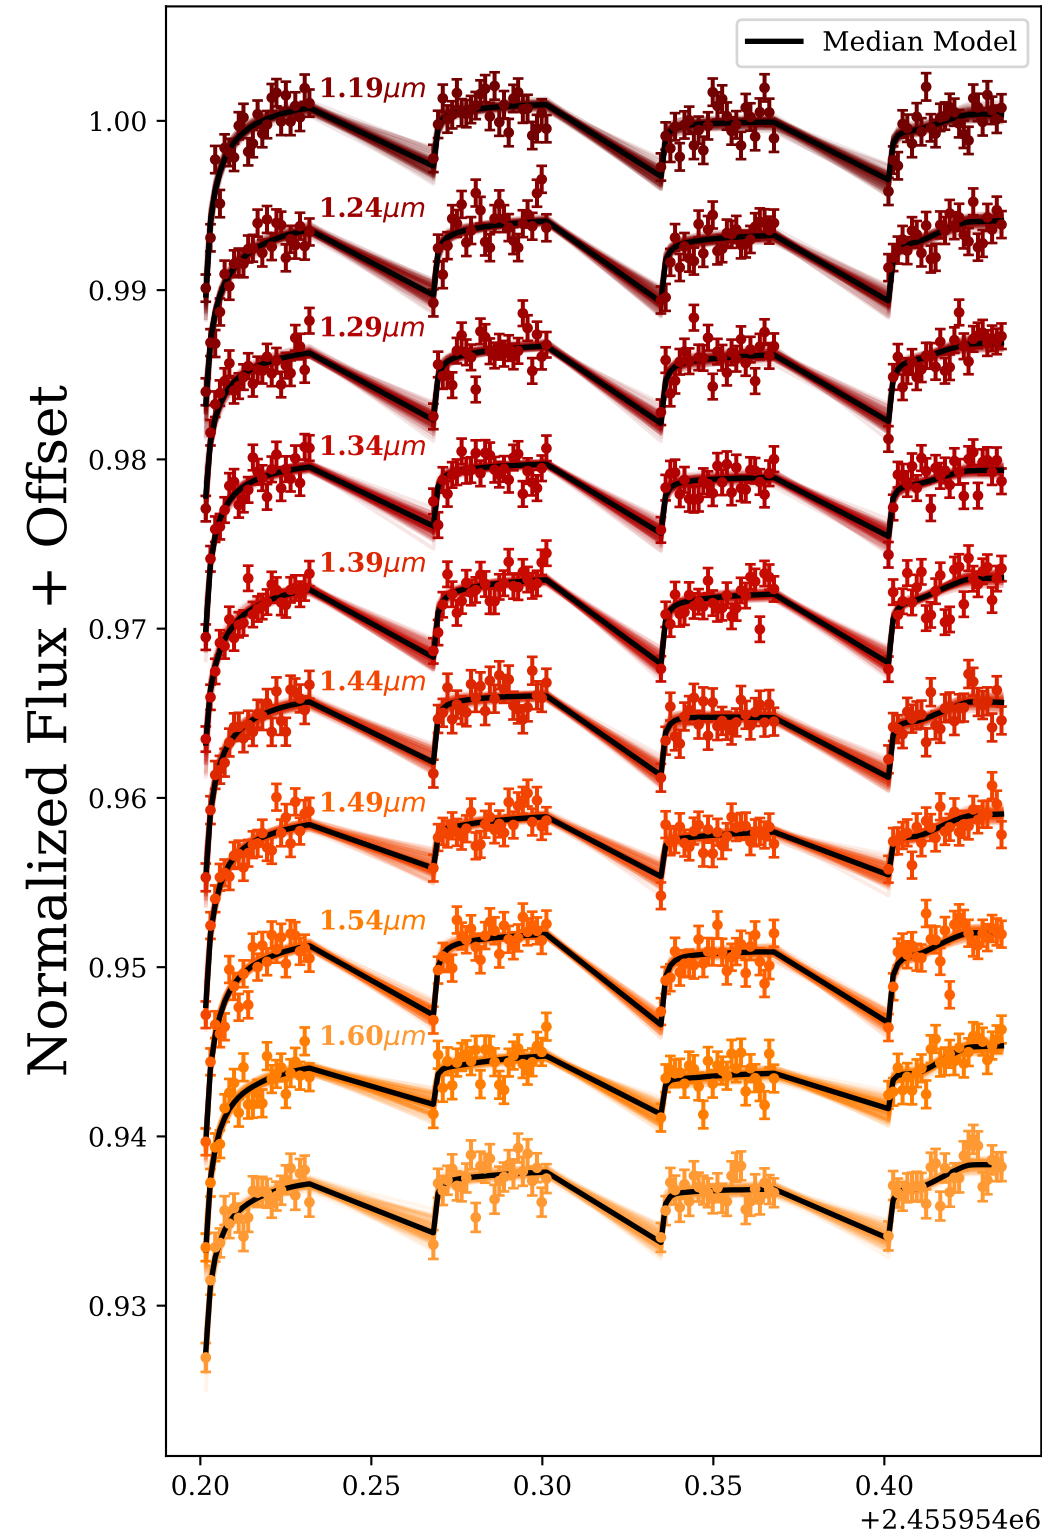 Median Model
1.19μm
1.00
1.24μm
0.99
1.29μm
1.34μm
0.98
1.39μm
0.97
1.44μm
0.96
1.49μm
1.54μm
0.95
1.60μm
0.94
0.93
Normalized Flux + Offset
0.20 0.25 0.30 0.35 0.40
+2.455954e6